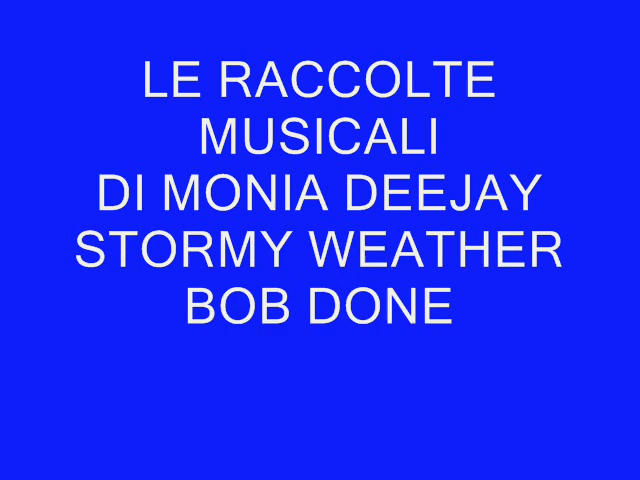 LE RACCOLTE
MUSICALI
DI MONIA DEEJAY
STORMY WEATHER
BOB DONE